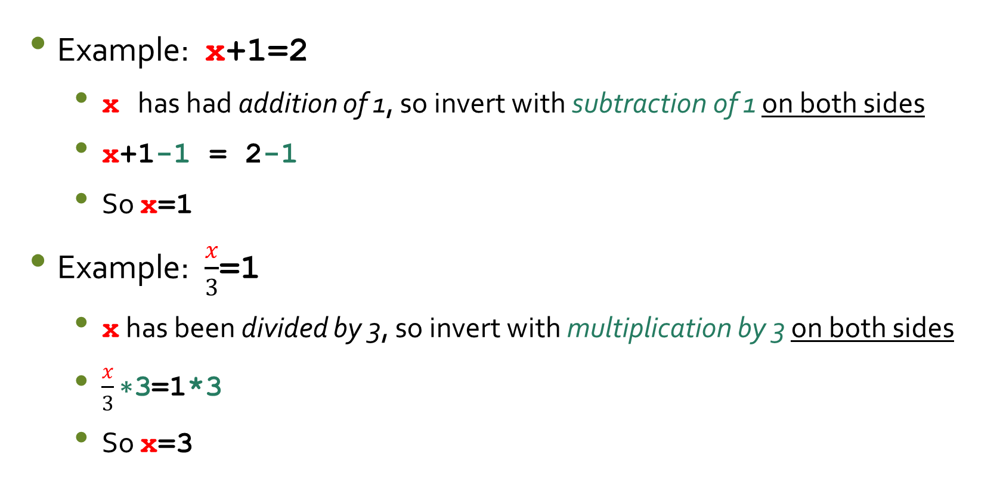 • Example: x+1=2
• x has had addition of 1, so invert with subtraction of 1 on both sides
• x+1-1 = 2-1
• So x=1
• Example: x/3=1
• x has been divided by 3, so invert with multiplication by 3 on both sides
• x/3 *3=1*3
• So x=3